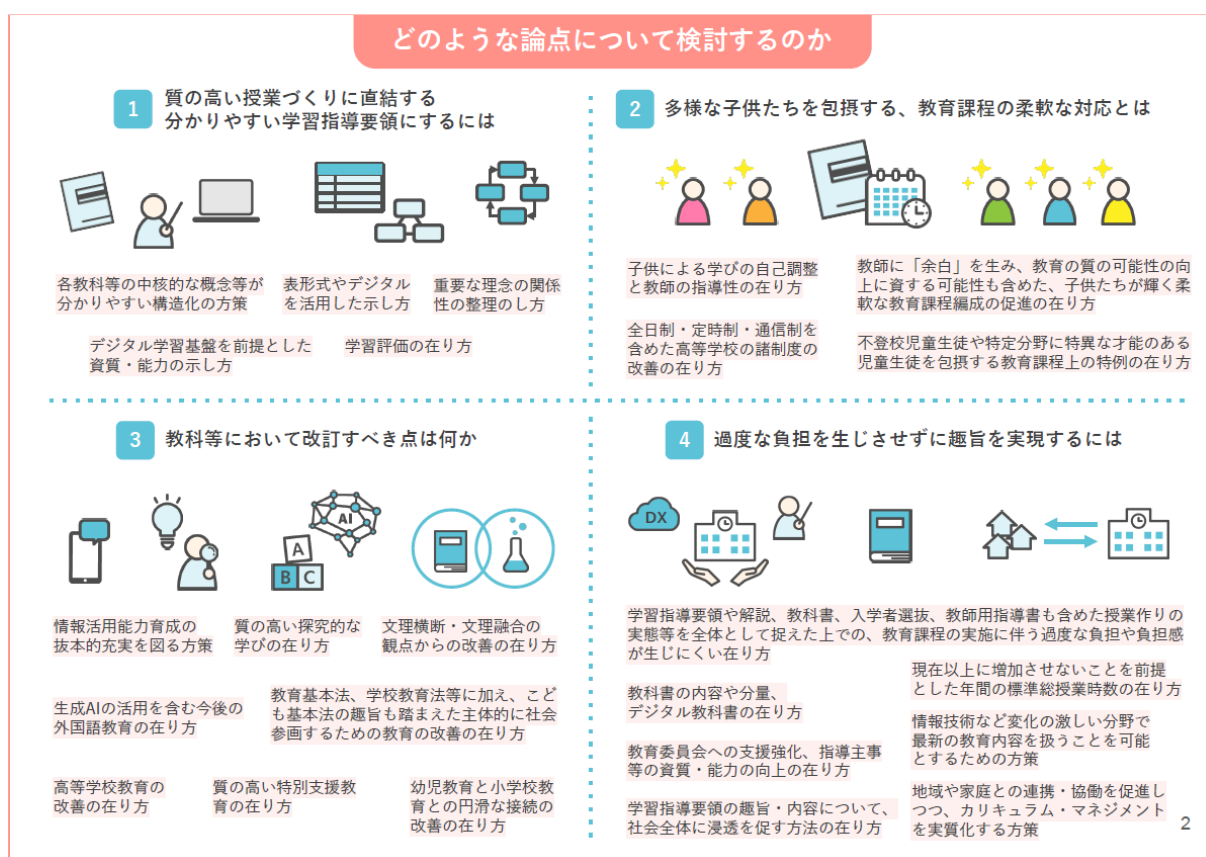 どのような論点について検討するのか
1
質の高い授業づくりに直結する
分かりやすい学習指導要領にするには
各教科等の中核的な概念等が
分かりやすい構造化の方策
表形式やデジタル
を活用した示し方
重要な理念の関係
性の整理のし方
デジタル学習基盤を前提とした
資質・能力の示し方
学習評価の在り方
2
多様な子供たちを包摂する、教育課程の柔軟な対応とは
子供による学びの自己調整
と教師の指導性の在り方
教師に「余白」を生み、教育の質の可能性の向
上に資する可能性も含めた、子供たちが輝く柔
軟な教育課程編成の促進の在り方
全日制・定時制・通信制を
含めた高等学校の諸制度の
改善の在り方
不登校児童生徒や特定分野に特異な才能のある
児童生徒を包摂する教育課程上の特例の在り方
3
教科等において改訂すべき点は何か
AI
A
B C
情報活用能力育成の
抜本的充実を図る方策
質の高い探究的な
学びの在り方
文理横断・文理融合の
観点からの改善の在り方
生成AIの活用を含む今後の
外国語教育の在り方
教育基本法、学校教育法等に加え、こど
も基本法の趣旨も踏まえた主体的に社会
参画するための教育の改善の在り方
高等学校教育の
改善の在り方
質の高い特別支援教
育の在り方
幼児教育と小学校教
育との円滑な接続の
改善の在り方
4
過度な負担を生じさせずに趣旨を実現するには
DX
学習指導要領や解説、教科書、入学者選抜、教師用指導書も含めた授業作りの
実態等を全体として捉えた上での、教育課程の実施に伴う過度な負担や負担感
が生じにくい在り方
教科書の内容や分量、
デジタル教科書の在り方
教育委員会への支援強化、指導主事
等の資質・能力の向上の在り方
学習指導要領の趣旨・内容について、
社会全体に浸透を促す方法の在り方
現在以上に増加させないことを前提
とした年間の標準総授業時数の在り方
情報技術など変化の激しい分野で
最新の教育内容を扱うことを可能
とするための方策
地域や家庭との連携・協働を促進し
つつ、カリキュラム・マネジメント
を実質化する方策
2